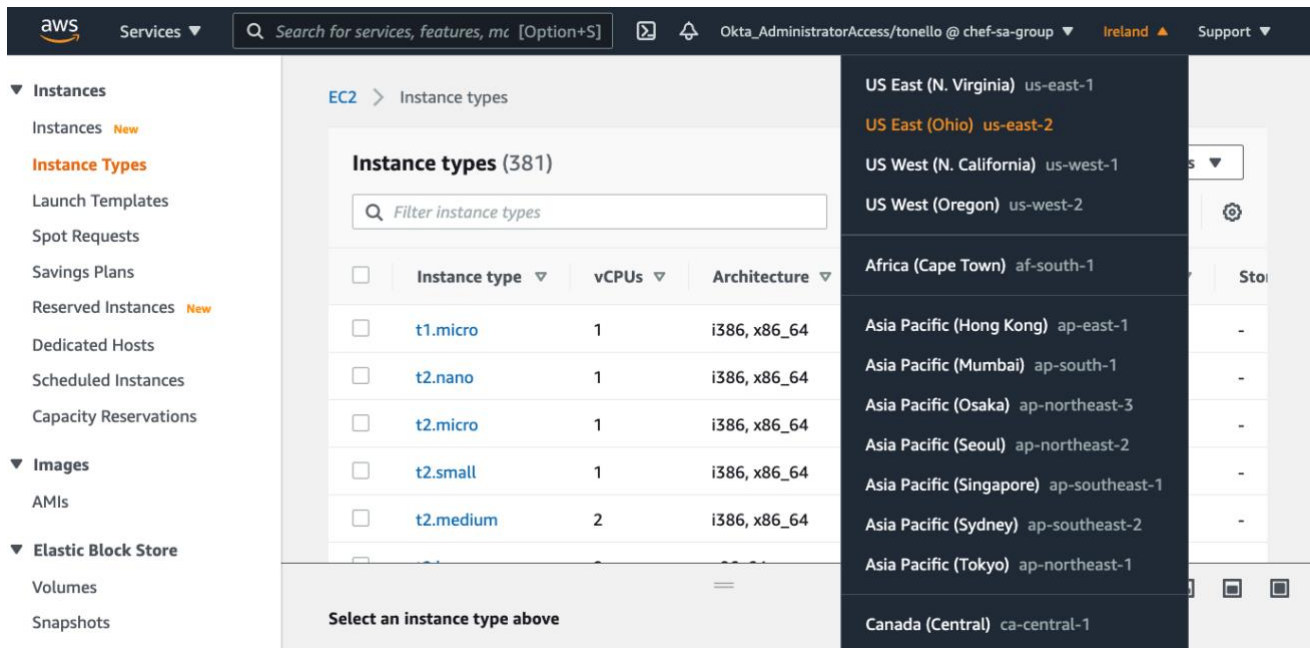 aws Services ▼ Search for services, features, mc [Option+S] Okta_AdministratorAccess/tonello @ chef-sa-group ▼ Ireland ▲ Support ▼
▼ Instances
Instances New
Instance Types
Launch Templates
Spot Requests
Savings Plans
Reserved Instances New
Dedicated Hosts
Scheduled Instances
Capacity Reservations
▼ Images
AMIs
▼ Elastic Block Store
Volumes
Snapshots
EC2 > Instance types
Instance types (381)
Filter instance types
Instance type vCPUs Architecture
t1.micro 1 i386, x86_64 -
t2.nano 1 i386, x86_64 -
t2.micro 1 i386, x86_64 -
t2.small 1 i386, x86_64 -
t2.medium 2 i386, x86_64 -
Select an instance type above
US East (N. Virginia) us-east-1
US East (Ohio) us-east-2
US West (N. California) us-west-1
US West (Oregon) us-west-2
Africa (Cape Town) af-south-1
Asia Pacific (Hong Kong) ap-east-1
Asia Pacific (Mumbai) ap-south-1
Asia Pacific (Osaka) ap-northeast-3
Asia Pacific (Seoul) ap-northeast-2
Asia Pacific (Singapore) ap-southeast-1
Asia Pacific (Sydney) ap-southeast-2
Asia Pacific (Tokyo) ap-northeast-1
Canada (Central) ca-central-1